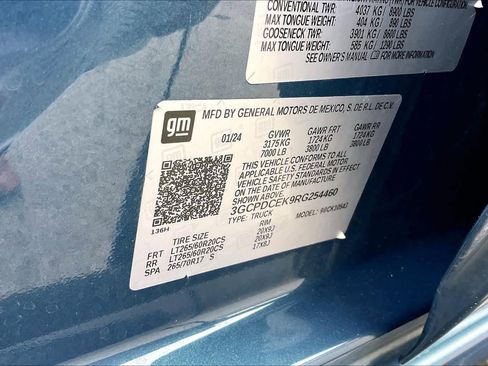 CONVENTIONAL TWR:
4037 KG / 8900 LBS
MAX TONGUE WT:
404 KG / 890 LBS
GOOSENECK TWR:
3901 KG / 8600 LBS
MAX TONGUE WT:
585 KG / 1290 LBS
SEE OWNER'S MANUAL
gm
MFD BY GENERAL MOTORS DE MEXICO, S. DE R.L. DE C.V.
01/24 GVWR GAWR FRT GAWR RR
3175 KG 1724 KG 1724 KG
7000 LB 3800 LB 3800 LB
THIS VEHICLE CONFORMS TO ALL
APPLICABLE U.S. FEDERAL MOTOR
VEHICLE SAFETY STANDARDS IN
EFFECT ON THE DATE OF MANUFACTURE
SHOWN ABOVE.
3GCPDCEK9RG254460
TYPE: TRUCK MODEL:
136H
TIRE SIZE RIM
FRT LT265/60R20CS 20X9J
RR LT265/60R20CS 20X9J
SPA 265/70R17 S 17X8J